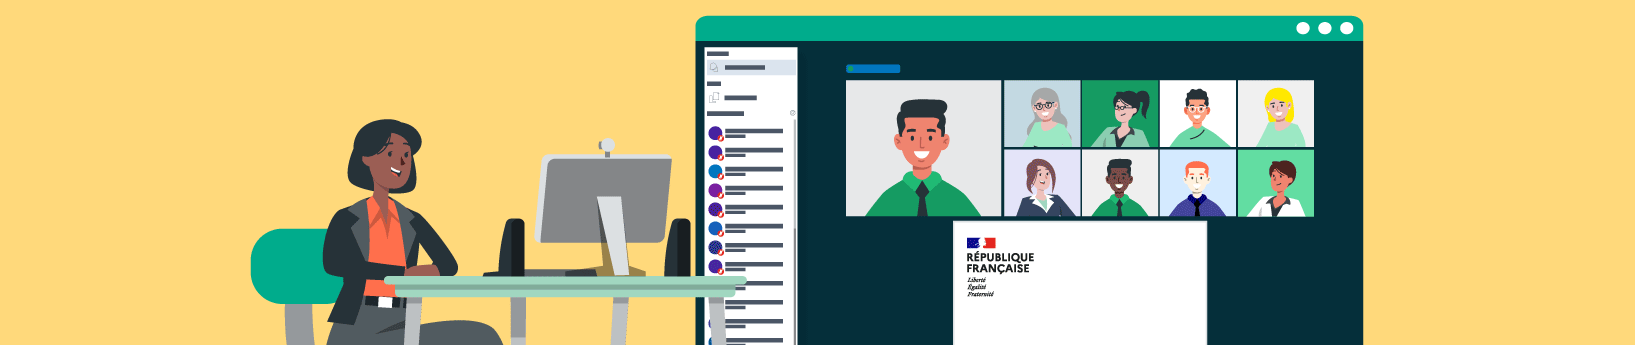 RÉPUBLIQUE
FRANÇAISE
Liberté
Égalité
Fraternité